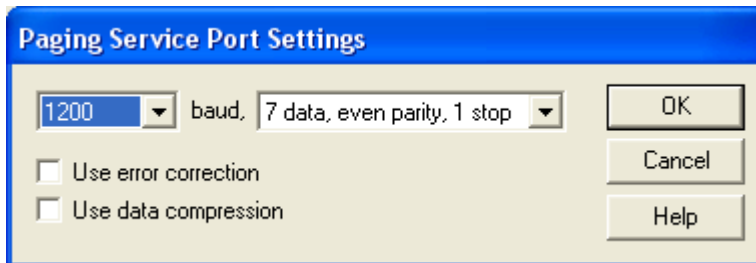 Paging Service Port Settings
1200 baud, 7 data, even parity, 1 stop
OK
Use error correction
Cancel
Use data compression
Help